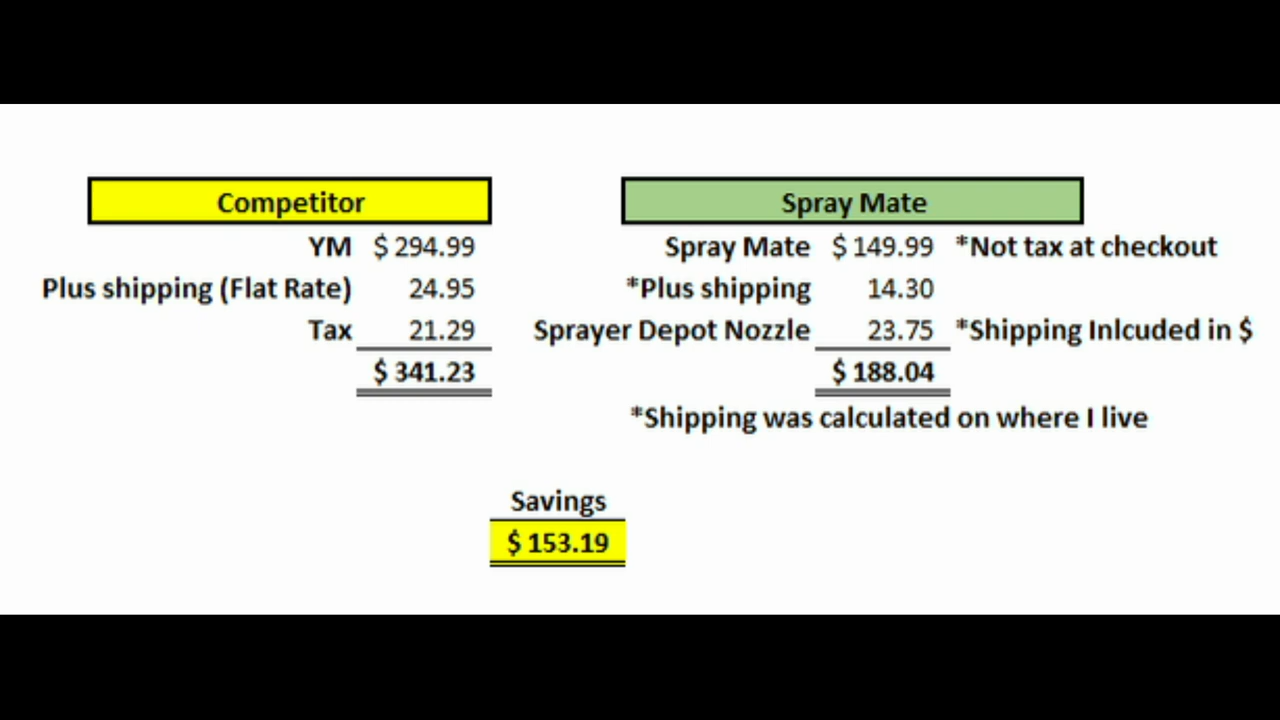 Competitor
YM $ 294.99
Plus shipping (Flat Rate) 24.95
Tax 21.29
$ 341.23
Spray Mate
Spray Mate $ 149.99 *Not tax at checkout
*Plus shipping 14.30
Sprayer Depot Nozzle 23.75 *Shipping Inlcuded in $
$ 188.04
*Shipping was calculated on where I live
Savings
$ 153.19